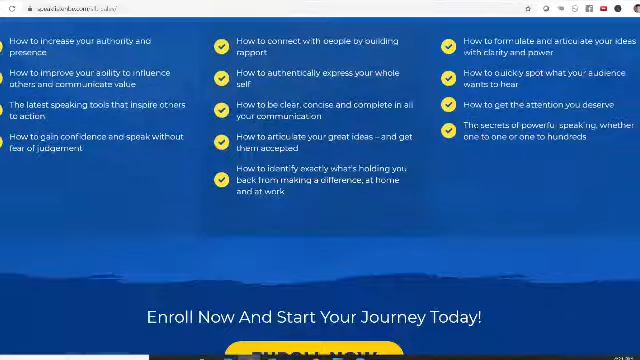 speaklistenbe.com/slb-sales/
How to increase your authority and
presence
How to improve your ability to influence
others and communicate value
The latest speaking tools that inspire others
to action
How to gain confidence and speak without
fear of judgement
How to connect with people by building
rapport
How to authentically express your whole
self
How to be clear, concise and complete in all
your communication
How to articulate your great ideas – and get
them accepted
How to identify exactly what's holding you
back from making a difference, at home
and at work
How to formulate and articulate your ideas
with clarity and power
How to quickly spot what your audience
wants to hear
How to get the attention you deserve
The secrets of powerful speaking, whether
one to one or one to hundreds
Enroll Now And Start Your Journey Today!
ENROLL NOW